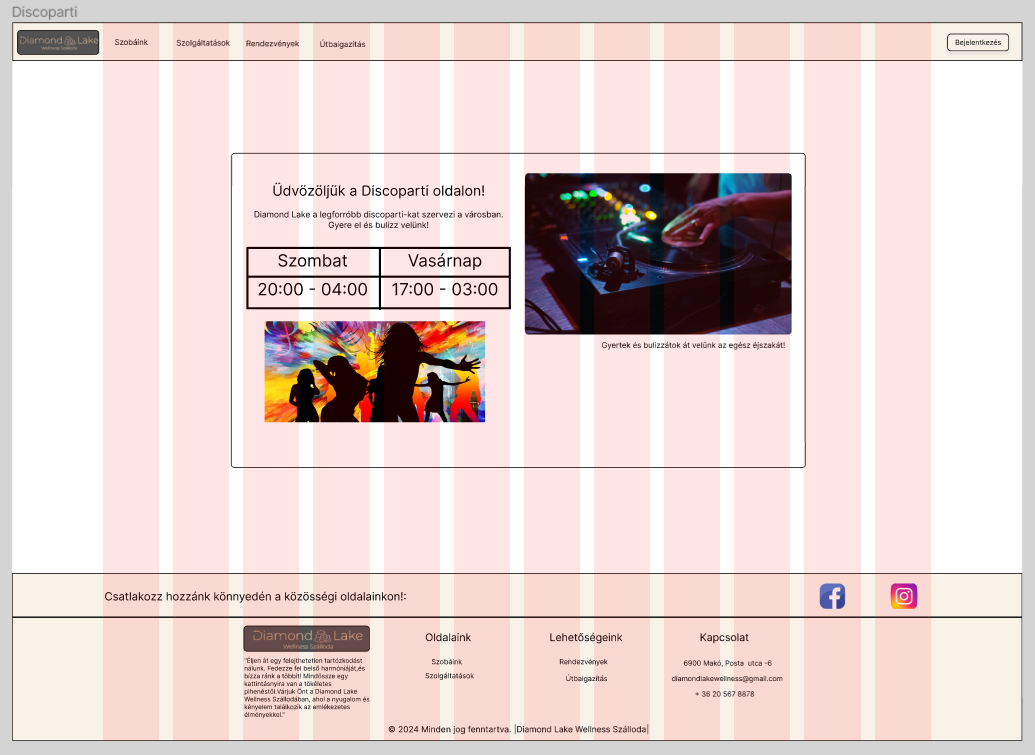 Discoparti
Diamond Lake
Wellness Szálloda
Szobáink
Szolgáltatások
Rendezvények
Útbaigazítás
Bejelentkezés
Üdvőzöljük a Discoparti oldalon!
Diamond Lake a legforróbb discoparti-kat szervezi a városban.
Gyere el és bulizz velünk!
Szombat
Vasárnap
20:00 - 04:00
17:00 - 03:00
Gyertek és bulizzátok át velünk az egész éjszakát!
Csatlakozz hozzánk könnyedén a közösségi oldalainkon!:
Diamond Lake
Wellness Szálloda
"Éljen át egy felejthetetlen tartózkodást
nálunk. Fedezze fel belső harmóniáját,és
bízza ránk a többit! Mindössze egy
kattintásnyira van a tökéletes
pihenéstől.Várjuk Önt a Diamond Lake
Wellness Szállodában, ahol a nyugalom és
kényelem találkozik az emlékezetes
élményekkel."
Oldalaink
Szobáink
Szolgáltatások
Lehetőségeink
Rendezvények
Útbaigazítás
Kapcsolat
6900 Makó, Posta utca -6
diamondlakewellness@gmail.com
+ 36 20 567 8878
© 2024 Minden jog fenntartva. |Diamond Lake Wellness Szálloda|